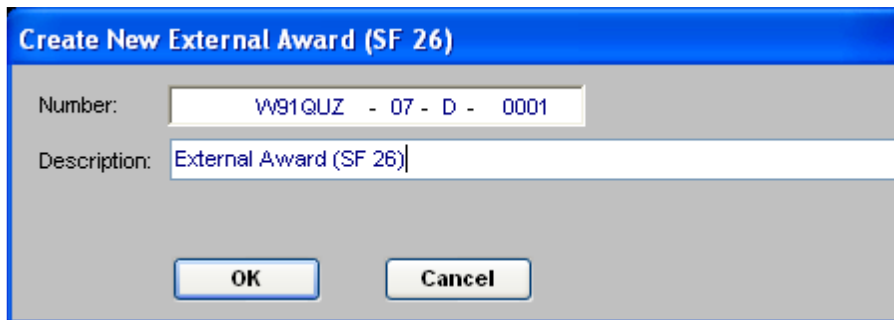 Create New External Award (SF 26)
Number: W91QUZ - 07 - D - 0001
Description: External Award (SF 26)
OK Cancel